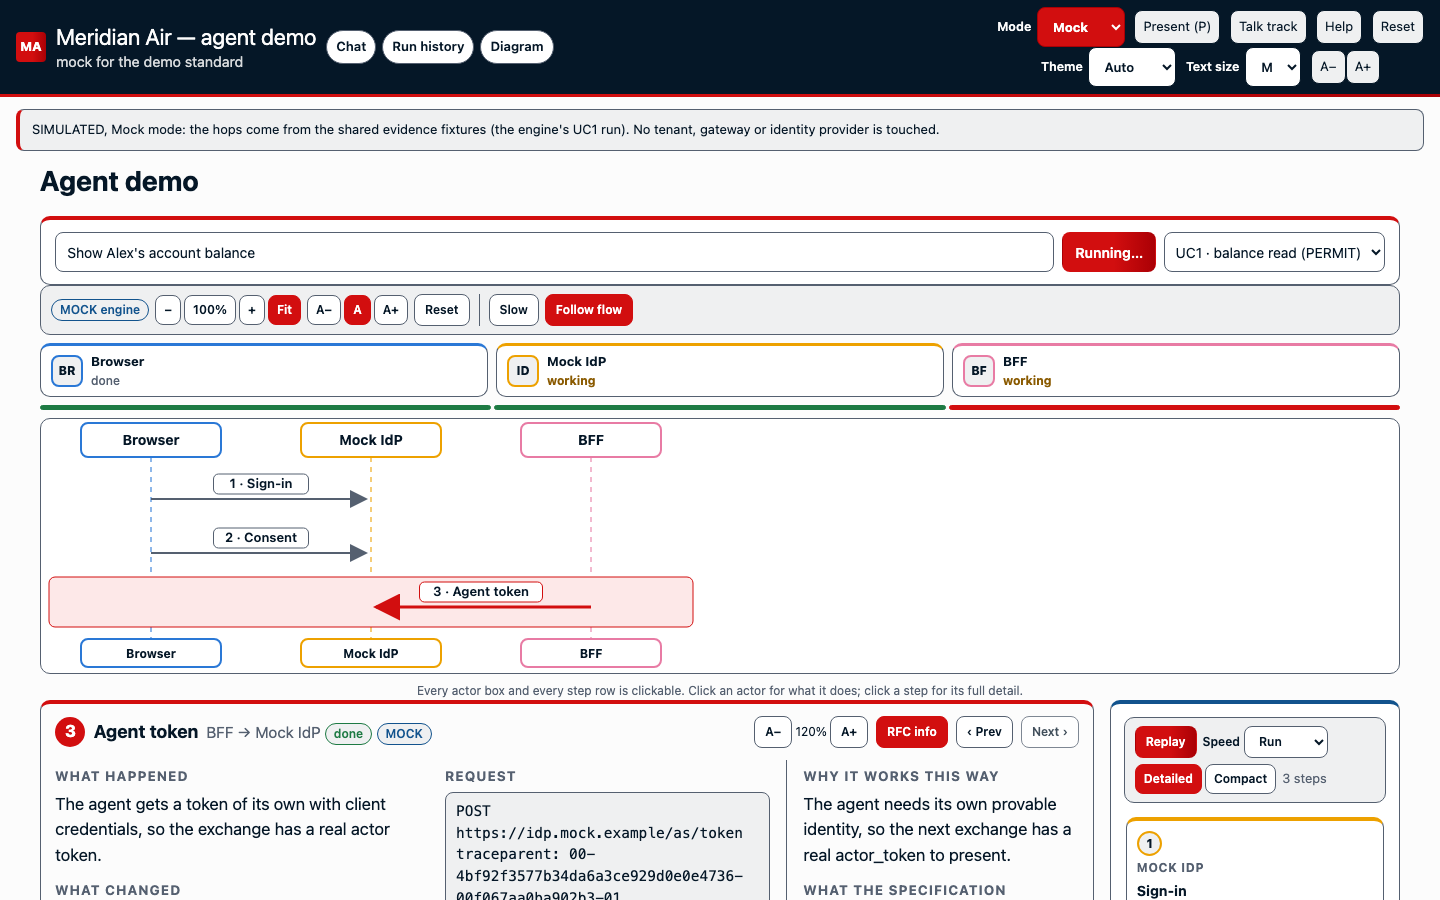 MA
Meridian Air — agent demo
mock for the demo standard
Chat
Run history
Diagram
Mode
Mock
Present (P)
Talk track
Help
Reset
Theme
Auto
Text size
M
A−
A+
SIMULATED, Mock mode: the hops come from the shared evidence fixtures (the engine's UC1 run). No tenant, gateway or identity provider is touched.
Agent demo
Show Alex's account balance
Running...
UC1 · balance read (PERMIT)
MOCK engine
−
100%
+
Fit
A−
A
A+
Reset
Slow
Follow flow
BR
Browser
done
ID
Mock IdP
working
BF
BFF
working
Browser
Mock IdP
BFF
1 · Sign-in
2 · Consent
3 · Agent token
Browser
Mock IdP
BFF
Every actor box and every step row is clickable. Click an actor for what it does; click a step for its full detail.
3
Agent token
BFF → Mock IdP
done
MOCK
A−
120%
A+
RFC info
‹ Prev
Next ›
WHAT HAPPENED
The agent gets a token of its own with client
credentials, so the exchange has a real actor
token.
WHAT CHANGED
REQUEST
POST
https://idp.mock.example/as/token
traceparent: 00-
4bf92f3577b34da6a3ce929d0e0e4736-
00f067aa0ba902b3-01
WHY IT WORKS THIS WAY
The agent needs its own provable
identity, so the next exchange has a
real actor_token to present.
WHAT THE SPECIFICATION
Replay
Speed
Run
Detailed
Compact
3 steps
1
MOCK IDP
Sign-in